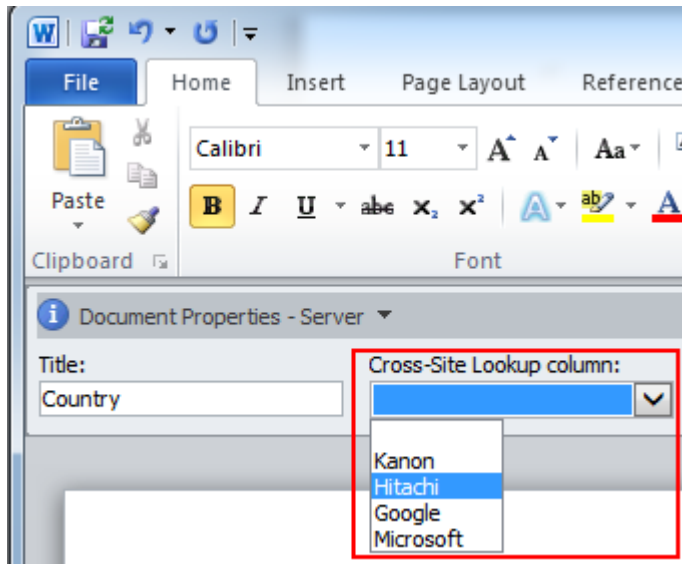 File Home Insert Page Layout Reference
Calibri 11 A A Aa
Paste B I U abc x₂ x² A ab A
Clipboard Font
Document Properties - Server
Title: Cross-Site Lookup column:
Country
Kanon
Hitachi
Google
Microsoft